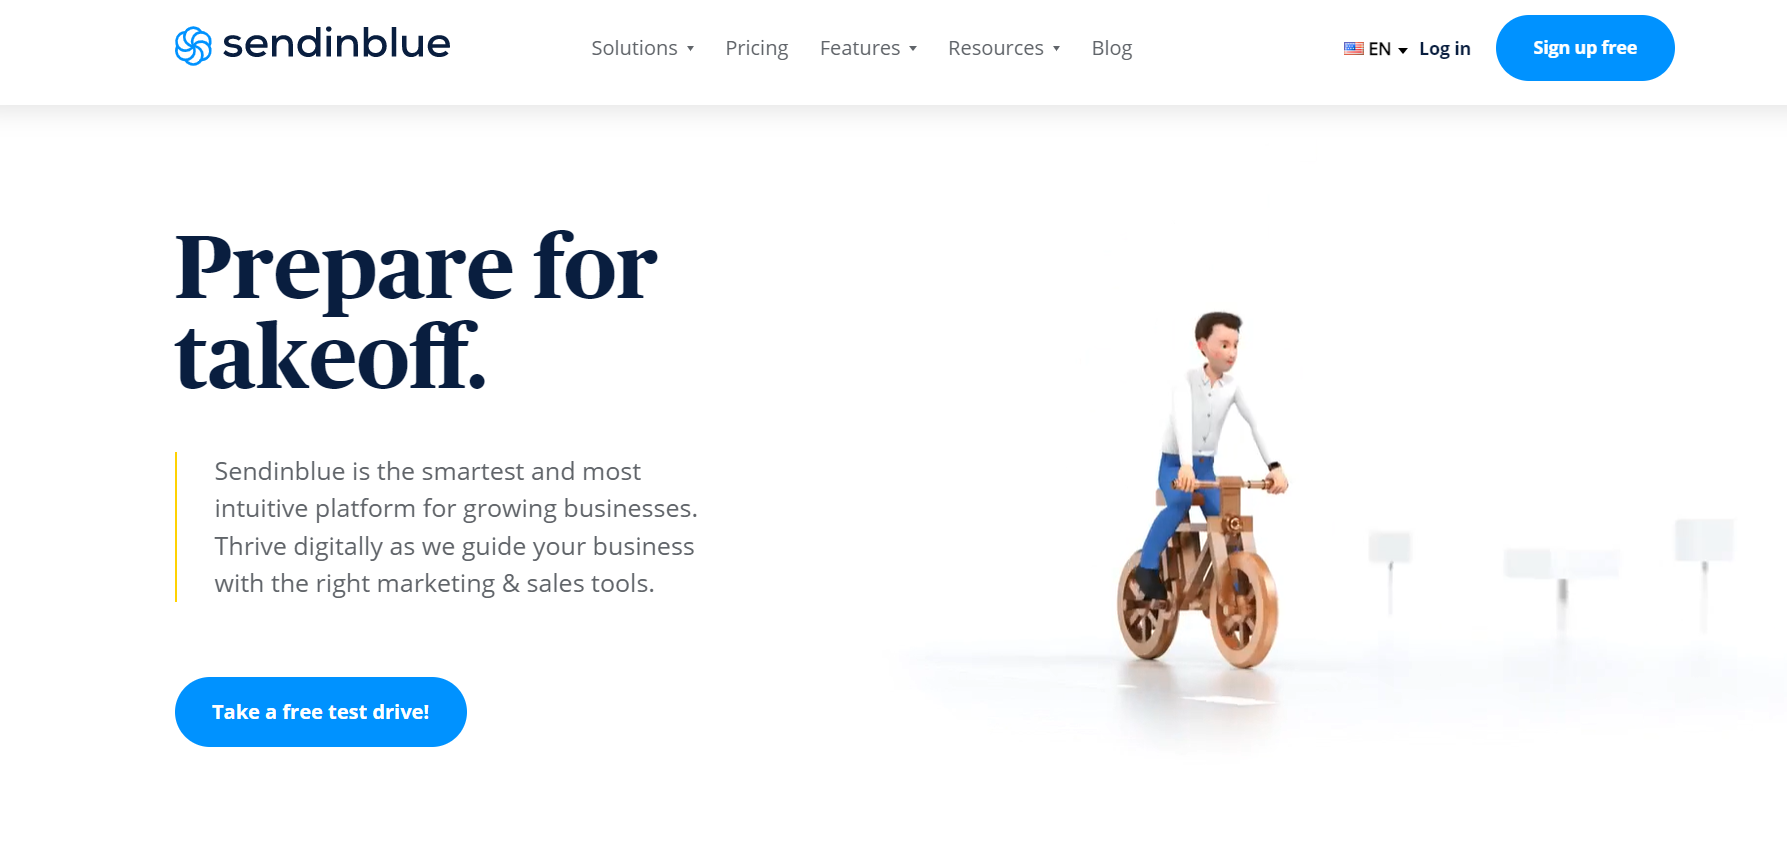 sendinblue
Solutions
Pricing
Features
Resources
Blog
EN
Log in
Sign up free
Prepare for
takeoff.
Sendinblue is the smartest and most
intuitive platform for growing businesses.
Thrive digitally as we guide your business
with the right marketing & sales tools.
Take a free test drive!